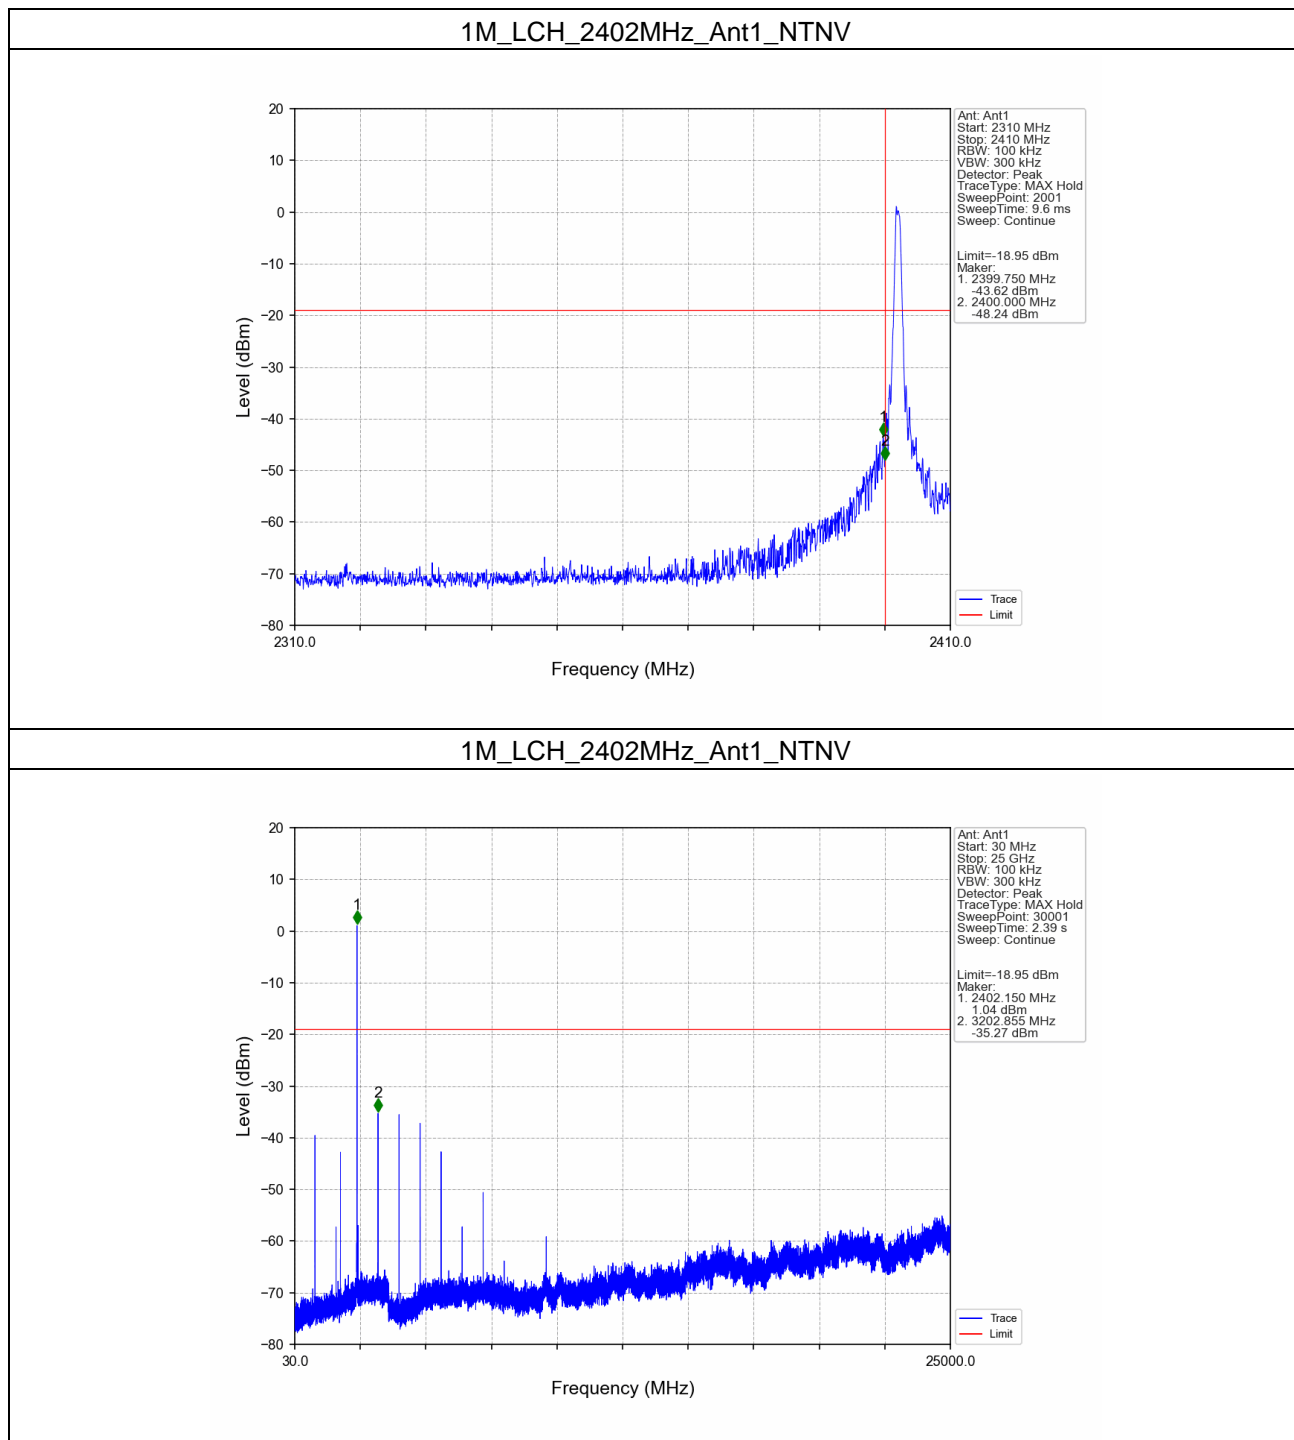 1M_LCH_2402MHz_Ant1_NTNV
20
10
0
−10
−20
−30
−40
−50
−60
−70
−80
Level (dBm)
2310.0
2410.0
Frequency (MHz)
1
2
Ant: Ant1
Start: 2310 MHz
Stop: 2410 MHz
RBW: 100 kHz
VBW: 300 kHz
Detector: Peak
TraceType: MAX Hold
SweepPoint: 2001
SweepTime: 9.6 ms
Sweep: Continue
Limit=-18.95 dBm
Maker:
1. 2399.750 MHz
-43.62 dBm
2. 2400.000 MHz
-48.24 dBm
Trace
Limit
1M_LCH_2402MHz_Ant1_NTNV
20
10
0
−10
−20
−30
−40
−50
−60
−70
−80
Level (dBm)
30.0
25000.0
Frequency (MHz)
1
2
Ant: Ant1
Start: 30 MHz
Stop: 25 GHz
RBW: 100 kHz
VBW: 300 kHz
Detector: Peak
TraceType: MAX Hold
SweepPoint: 30001
SweepTime: 2.39 s
Sweep: Continue
Limit=-18.95 dBm
Maker:
1. 2402.150 MHz
1.04 dBm
2. 3202.855 MHz
-35.27 dBm
Trace
Limit